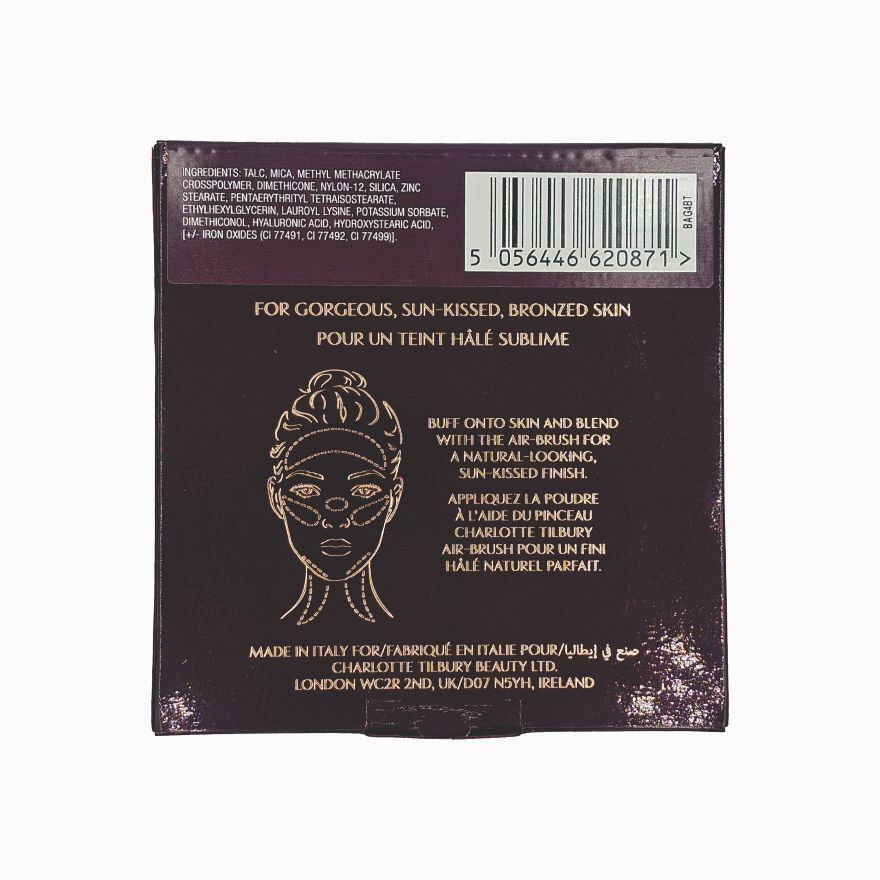 INGREDIENTS: TALC, MICA, METHYL METHACRYLATE
CROSSPOLYMER, DIMETHICONE, NYLON-12, SILICA, ZINC
STEARATE, PENTAERYTHRITYL TETRAISOSTEARATE,
ETHYLHEXYLGLYCERIN, LAUROYL LYSINE, POTASSIUM SORBATE,
DIMETHICONOL, HYALURONIC ACID, HYDROXYSTEARIC ACID,
[+/- IRON OXIDES (CI 77491, CI 77492, CI 77499)].
5 056446 620871 >
BAG4BT
FOR GORGEOUS, SUN-KISSED, BRONZED SKIN
POUR UN TEINT HÂLÉ SUBLIME
BUFF ONTO SKIN AND BLEND
WITH THE AIR-BRUSH FOR
A NATURAL-LOOKING,
SUN-KISSED FINISH.
APPLIQUEZ LA POUDRE
À L'AIDE DU PINCEAU
CHARLOTTE TILBURY
AIR-BRUSH POUR UN FINI
HÂLÉ NATUREL PARFAIT.
MADE IN ITALY FOR/FABRIQUÉ EN ITALIE POUR/صنع في إيطاليا
CHARLOTTE TILBURY BEAUTY LTD.
LONDON WC2R 2ND, UK/D07 N5YH, IRELAND